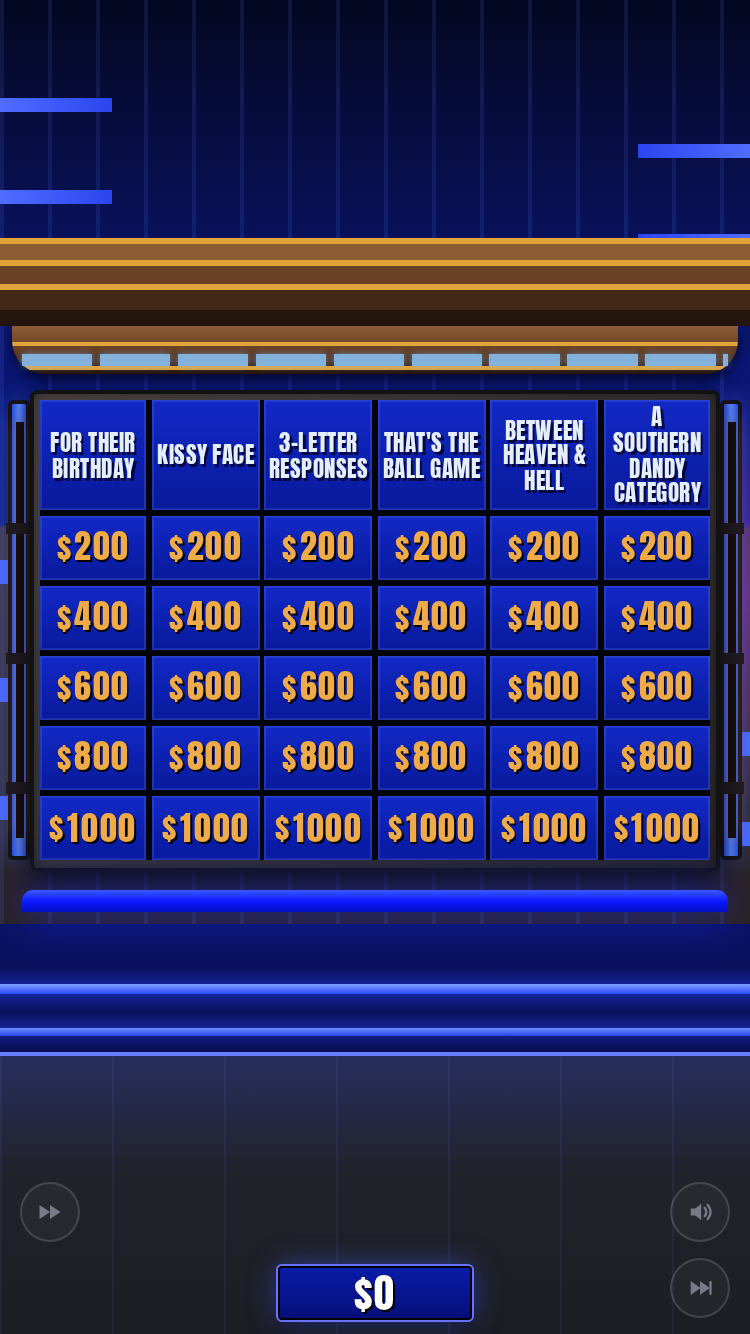 FOR THEIR
BIRTHDAY
KISSY FACE
3-LETTER
RESPONSES
THAT'S THE
BALL GAME
BETWEEN
HEAVEN &
HELL
A
SOUTHERN
DANDY
CATEGORY
$200 $200 $200 $200 $200 $200
$400 $400 $400 $400 $400 $400
$600 $600 $600 $600 $600 $600
$800 $800 $800 $800 $800 $800
$1000 $1000 $1000 $1000 $1000 $1000
$0